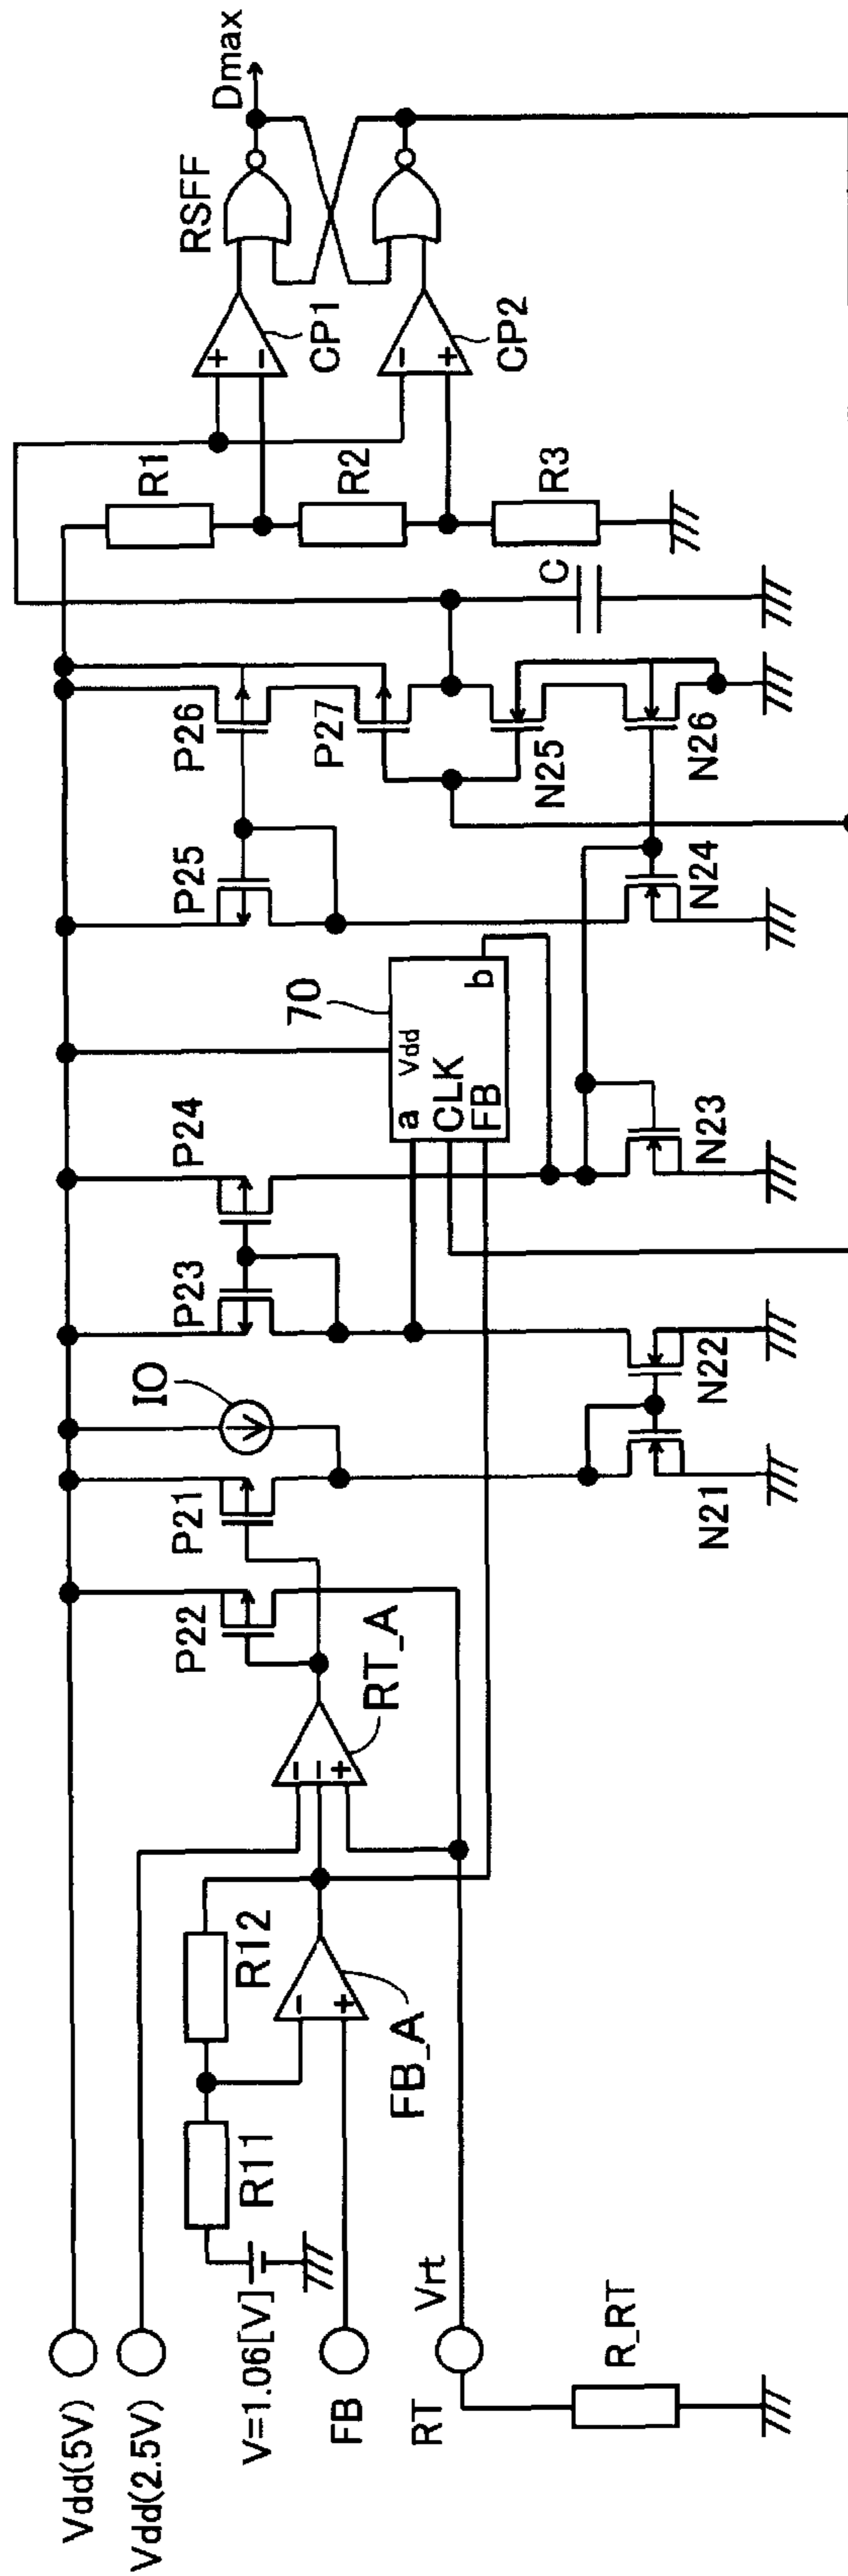 Vdd(5V)
Vdd(2.5V)
V=1.06[V]
FB
RT
Vrt
R_RT
R11
R12
FB_A
RT_A
− +
− − +
P22
P21
IO
P23
P24
N21
N22
N23
70
a
Vdd
CLK
FB
b
P25
P26
P27
N25
N24
N26
C
R1
R2
R3
+ −
CP1
− +
CP2
RSFF
Dmax